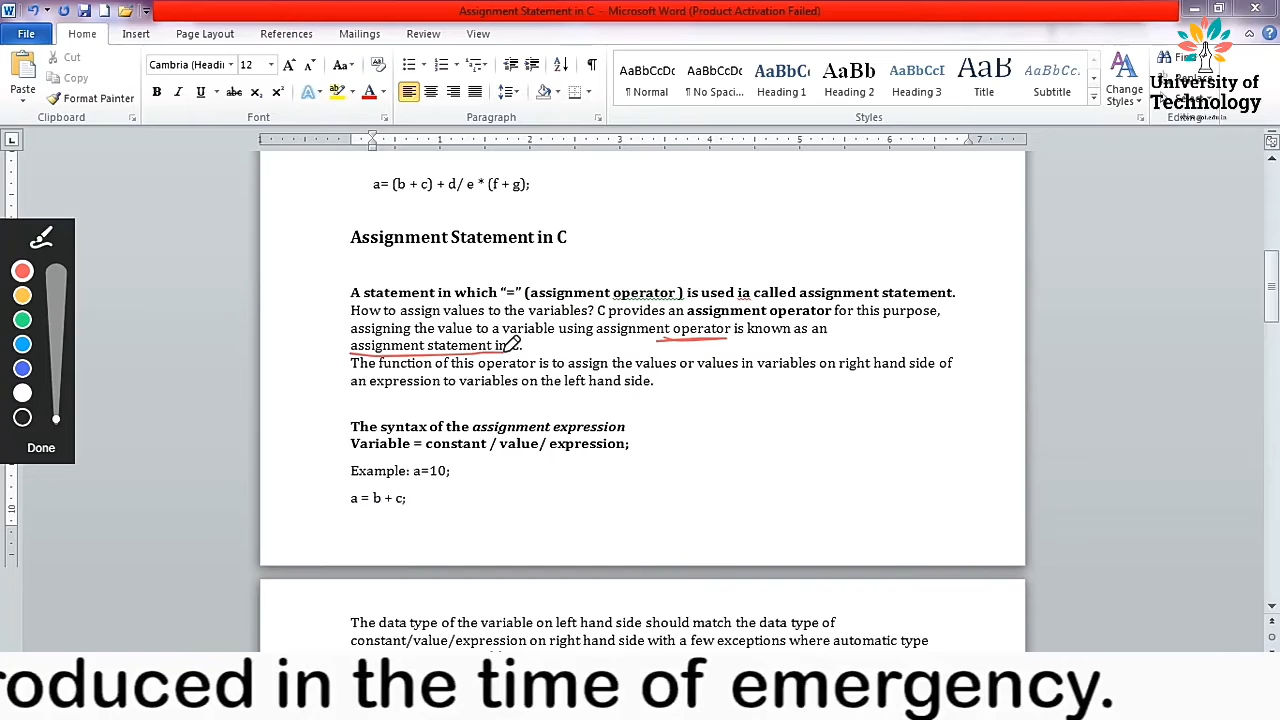 Assignment Statement in C - Microsoft Word (Product Activation Failed)
File Home Insert Page Layout References Mailings Review View
Cut
Copy
Format Painter
Paste
Cambria (Headi 12
AaBbCcDc AaBbCcDc AaBbC AaBb AaBbCcI AaB AaBbCcD
¶ Normal ¶ No Spaci... Heading 1 Heading 2 Heading 3 Title Subtitle
Change
Styles
Find
Replace
Clipboard Font Paragraph Styles Editing
University of
Technology
a= (b + c) + d/ e * (f + g);
Assignment Statement in C
A statement in which “=” (assignment operator ) is used ia called assignment statement.
How to assign values to the variables? C provides an assignment operator for this purpose,
assigning the value to a variable using assignment operator is known as an
assignment statement in .
The function of this operator is to assign the values or values in variables on right hand side of
an expression to variables on the left hand side.
The syntax of the assignment expression
Variable = constant / value/ expression;
Example: a=10;
a = b + c;
The data type of the variable on left hand side should match the data type of
constant/value/expression on right hand side with a few exceptions where automatic type
Done
roduced in the time of emergency.